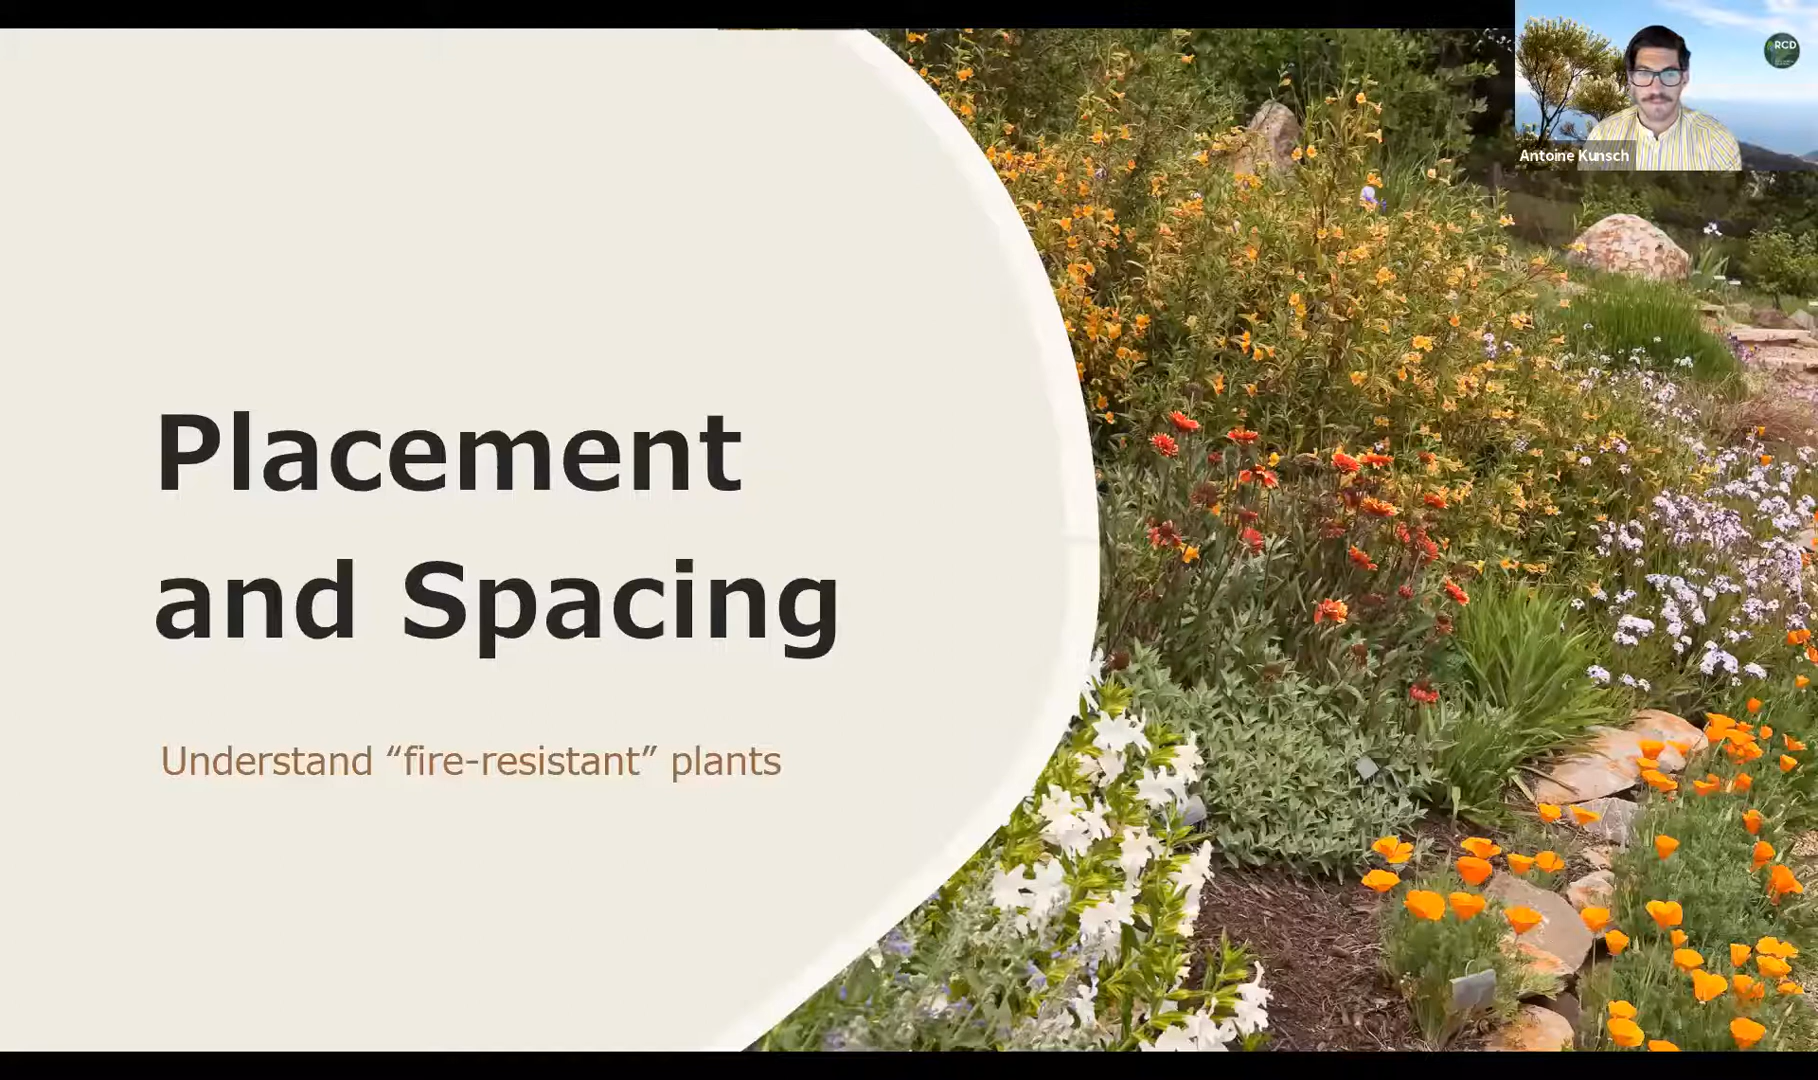 RCD
Antoine Kunsch
Placement
and Spacing
Understand “fire-resistant” plants